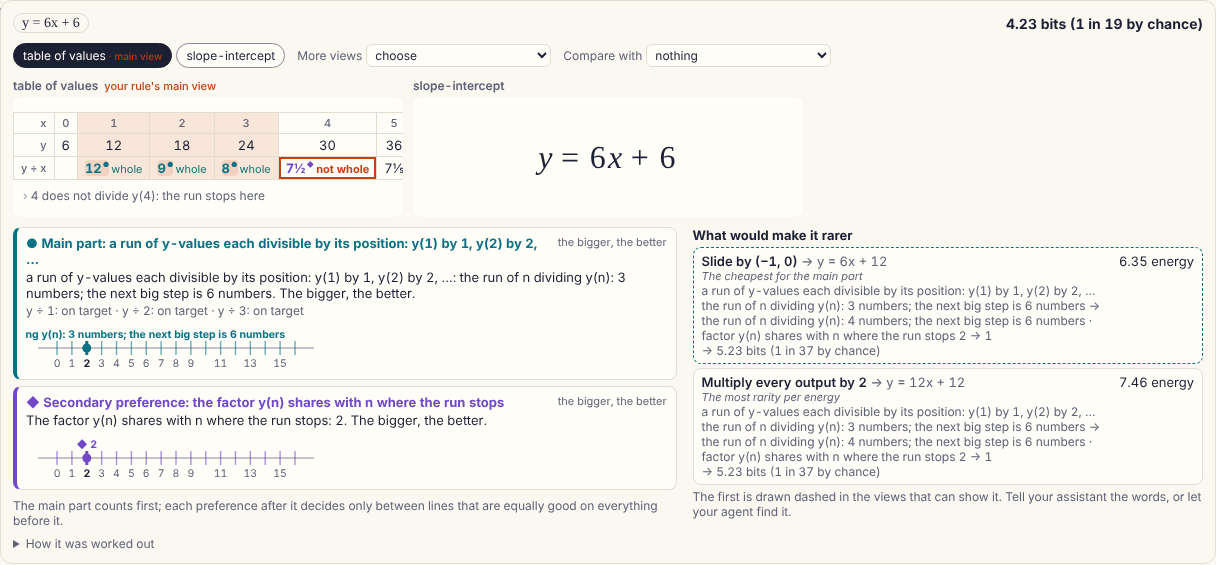 y = 6x + 6
4.23 bits (1 in 19 by chance)
table of values · main view
slope-intercept
More views
choose
Compare with
nothing
table of values your rule's main view
x 0 1 2 3 4 5
y 6 12 18 24 30 36
y ÷ x 12 whole 9 whole 8 whole 7½ not whole 7⅕
› 4 does not divide y(4): the run stops here
slope-intercept
y = 6x + 6
Main part: a run of y-values each divisible by its position: y(1) by 1, y(2) by 2, …
the bigger, the better
a run of y-values each divisible by its position: y(1) by 1, y(2) by 2, …: the run of n dividing y(n): 3
numbers; the next big step is 6 numbers. The bigger, the better.
y ÷ 1: on target · y ÷ 2: on target · y ÷ 3: on target
ng y(n): 3 numbers; the next big step is 6 numbers
0 1 2 3 4 5 6 7 8 9 11 13 15
Secondary preference: the factor y(n) shares with n where the run stops
the bigger, the better
The factor y(n) shares with n where the run stops: 2. The bigger, the better.
2
0 1 2 3 4 5 6 7 8 9 11 13 15
The main part counts first; each preference after it decides only between lines that are equally good on everything
before it.
How it was worked out
What would make it rarer
Slide by (−1, 0) → y = 6x + 12
6.35 energy
The cheapest for the main part
a run of y-values each divisible by its position: y(1) by 1, y(2) by 2, …
the run of n dividing y(n): 3 numbers; the next big step is 6 numbers →
the run of n dividing y(n): 4 numbers; the next big step is 6 numbers ·
factor y(n) shares with n where the run stops 2 → 1
→ 5.23 bits (1 in 37 by chance)
Multiply every output by 2 → y = 12x + 12
7.46 energy
The most rarity per energy
a run of y-values each divisible by its position: y(1) by 1, y(2) by 2, …
the run of n dividing y(n): 3 numbers; the next big step is 6 numbers →
the run of n dividing y(n): 4 numbers; the next big step is 6 numbers ·
factor y(n) shares with n where the run stops 2 → 1
→ 5.23 bits (1 in 37 by chance)
The first is drawn dashed in the views that can show it. Tell your assistant the words, or let
your agent find it.